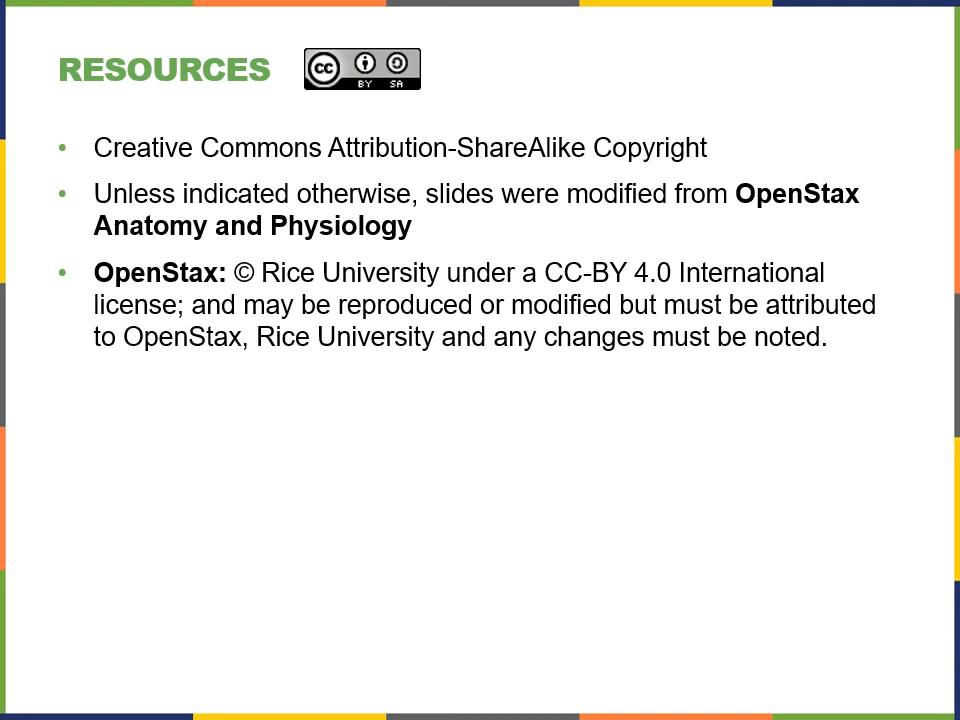 RESOURCES
cc BY SA
• Creative Commons Attribution-ShareAlike Copyright
• Unless indicated otherwise, slides were modified from OpenStax
Anatomy and Physiology
• OpenStax: © Rice University under a CC-BY 4.0 International
license; and may be reproduced or modified but must be attributed
to OpenStax, Rice University and any changes must be noted.